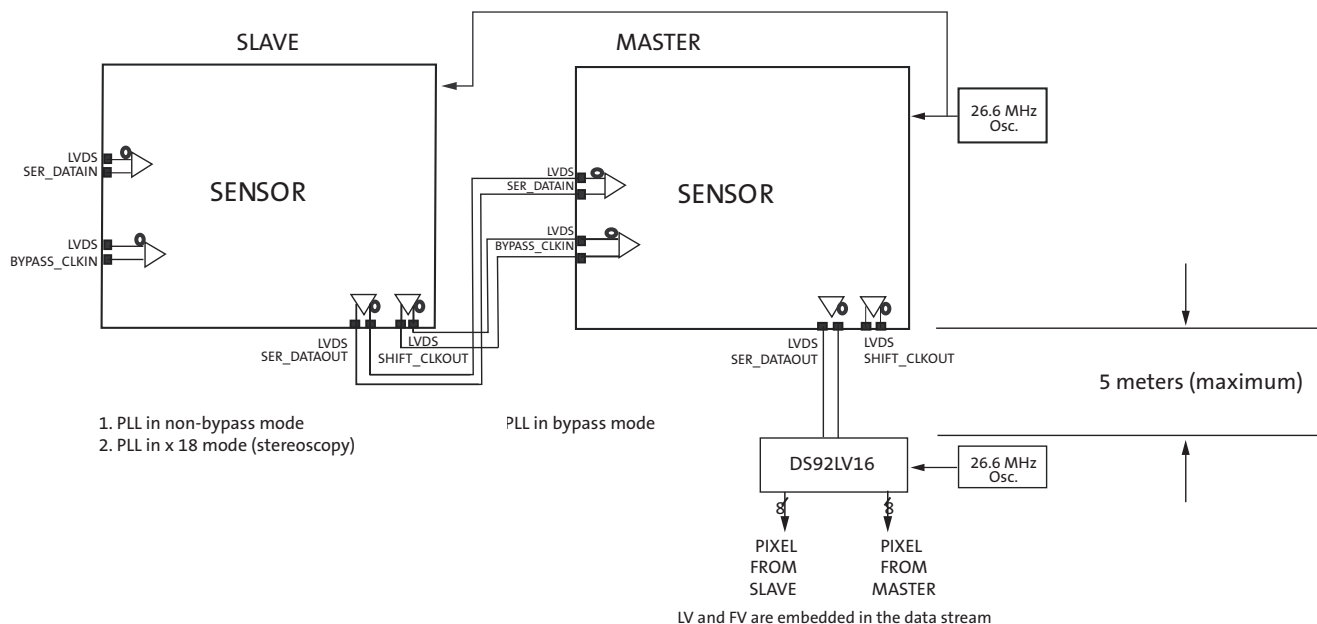 SLAVE
MASTER
26.6 MHz
Osc.
LVDS
SER_DATAIN
SENSOR
LVDS
BYPASS_CLKIN
LVDS
SER_DATAIN
SENSOR
LVDS
BYPASS_CLKIN
LVDS
SER_DATAOUT
LVDS
SHIFT_CLKOUT
LVDS
SER_DATAOUT
LVDS
SHIFT_CLKOUT
5 meters (maximum)
1. PLL in non-bypass mode
2. PLL in x 18 mode (stereoscopy)
PLL in bypass mode
DS92LV16
26.6 MHz
Osc.
8
8
PIXEL
FROM
SLAVE
PIXEL
FROM
MASTER
LV and FV are embedded in the data stream